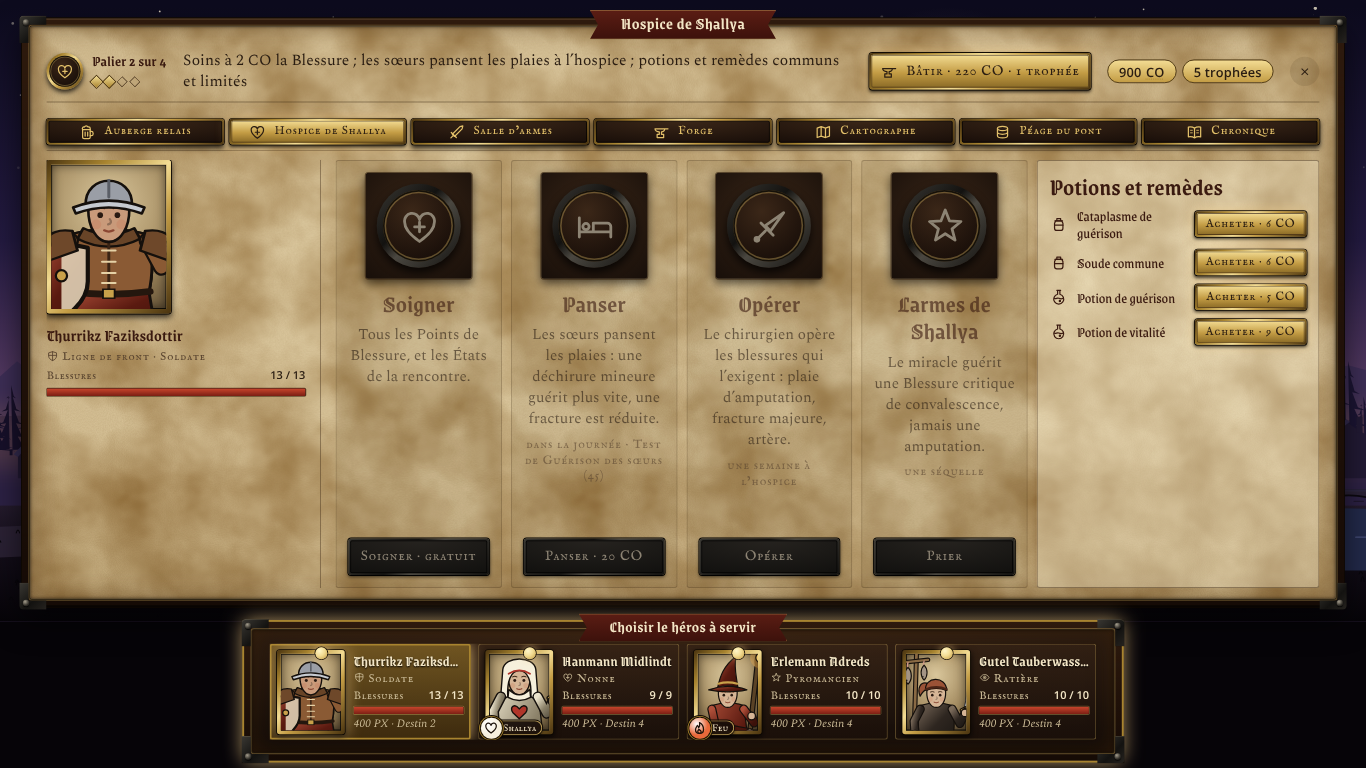 Hospice de Shallya
Palier 2 sur 4
Soins à 2 CO la Blessure ; les sœurs pansent les plaies à l'hospice ; potions et remèdes communs
et limités
Bâtir · 220 CO · 1 trophée
900 CO
5 trophées
×
Auberge relais
Hospice de Shallya
Salle d'armes
Forge
Cartographe
Péage du pont
Chronique
Thurrikz Faziksdottir
Ligne de front · Soldate
Blessures 13 / 13
Soigner
Tous les Points de
Blessure, et les États
de la rencontre.
Soigner · gratuit
Panser
Les sœurs pansent
les plaies : une
déchirure mineure
guérit plus vite, une
fracture est réduite.
dans la journée · Test
de Guérison des sœurs
(45)
Panser · 20 CO
Opérer
Le chirurgien opère
les blessures qui
l'exigent : plaie
d'amputation,
fracture majeure,
artère.
une semaine à
l'hospice
Opérer
Larmes de
Shallya
Le miracle guérit
une Blessure critique
de convalescence,
jamais une
amputation.
une séquelle
Prier
Potions et remèdes
Cataplasme de
guérison
Acheter · 6 CO
Soude commune
Acheter · 6 CO
Potion de guérison
Acheter · 5 CO
Potion de vitalité
Acheter · 9 CO
Choisir le héros à servir
Thurrikz Faziksd...
Soldate
Blessures 13 / 13
400 PX · Destin 2
Hanmann Midlindt
Nonne
Blessures 9 / 9
400 PX · Destin 4
Shallya
Erlemann Adreds
Pyromancien
Blessures 10 / 10
400 PX · Destin 4
Feu
Gutel Tauberwass...
Ratière
Blessures 10 / 10
400 PX · Destin 4